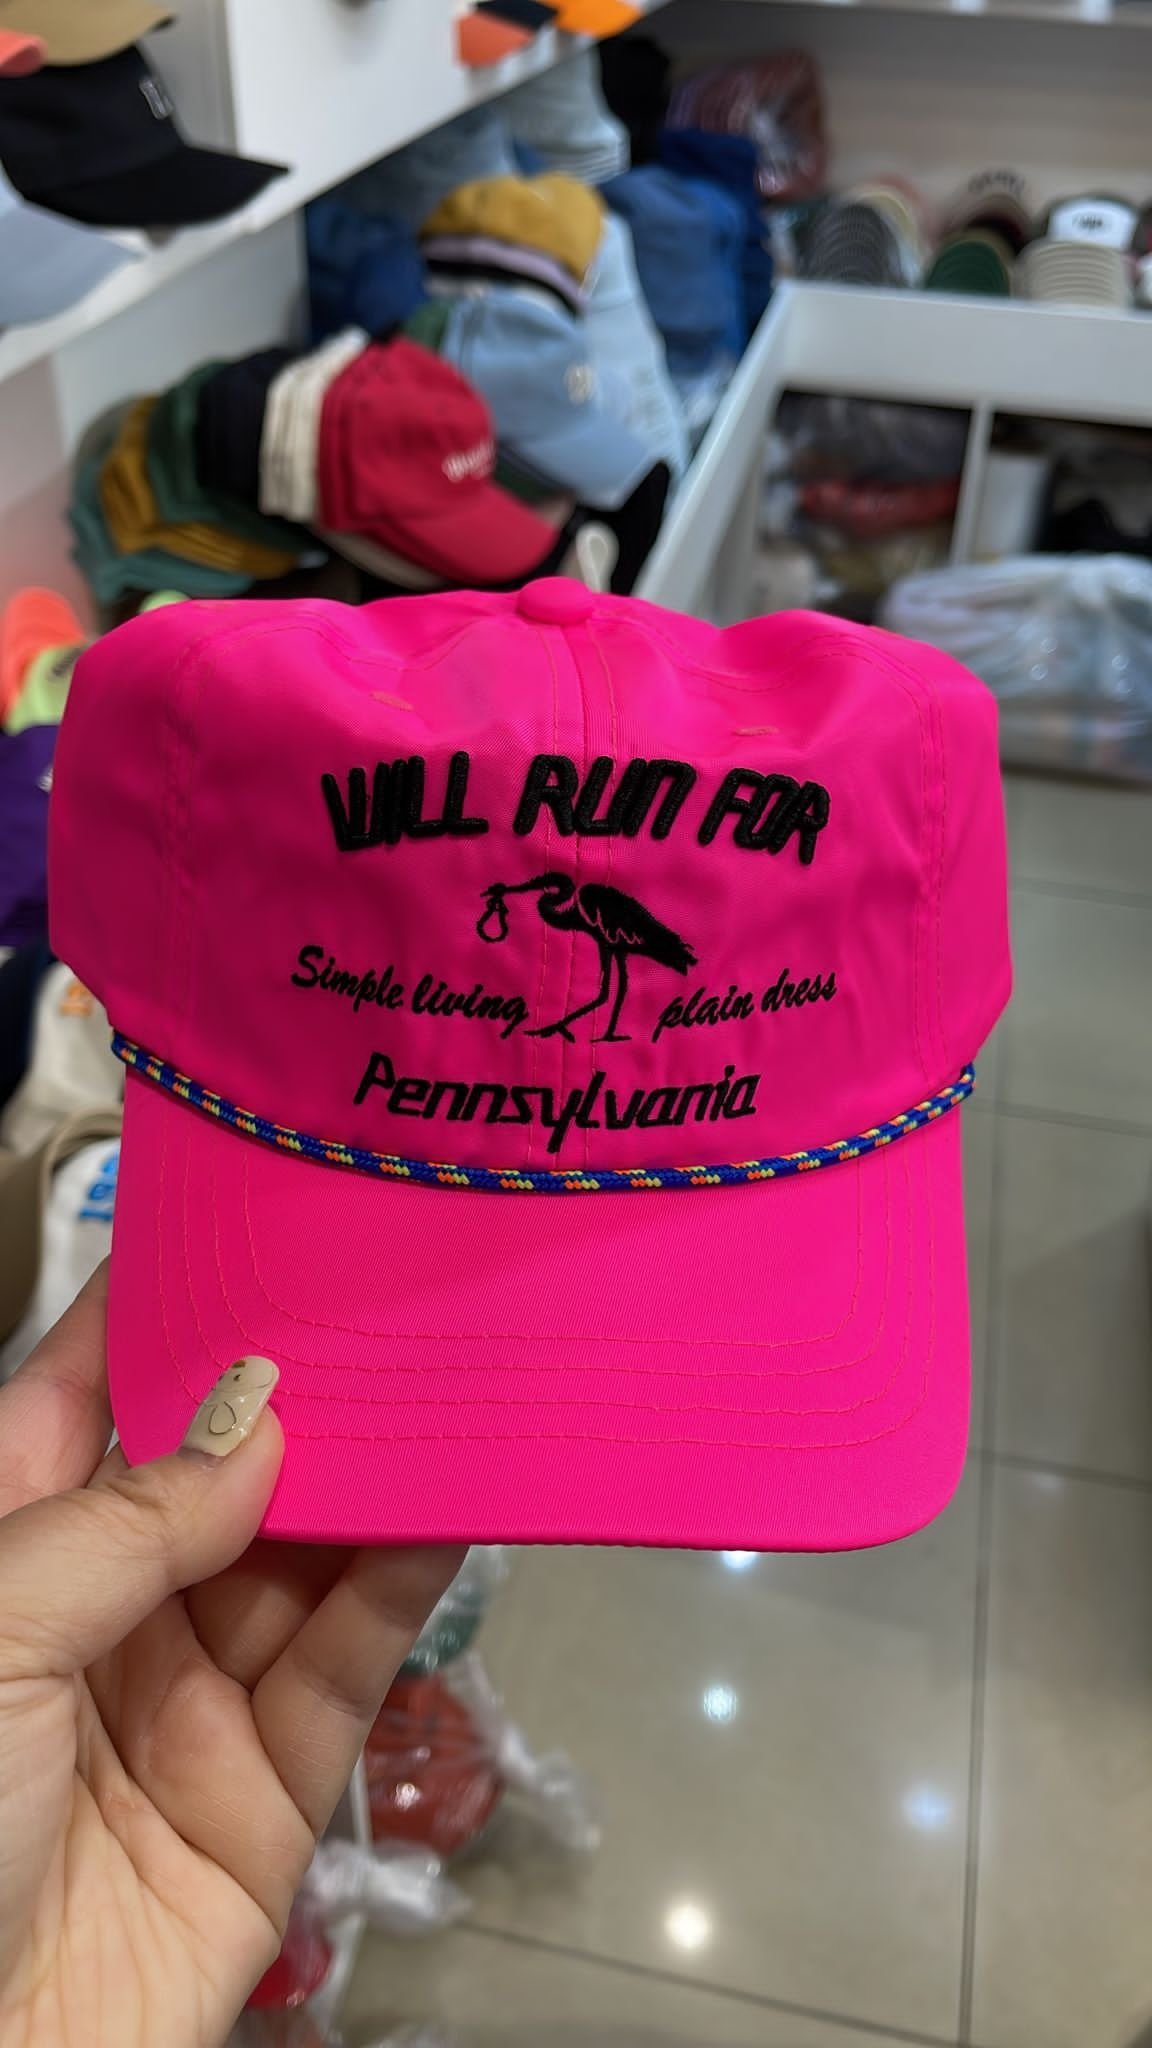 WILL RUN FOR
Simple living plain dress
Pennsylvania